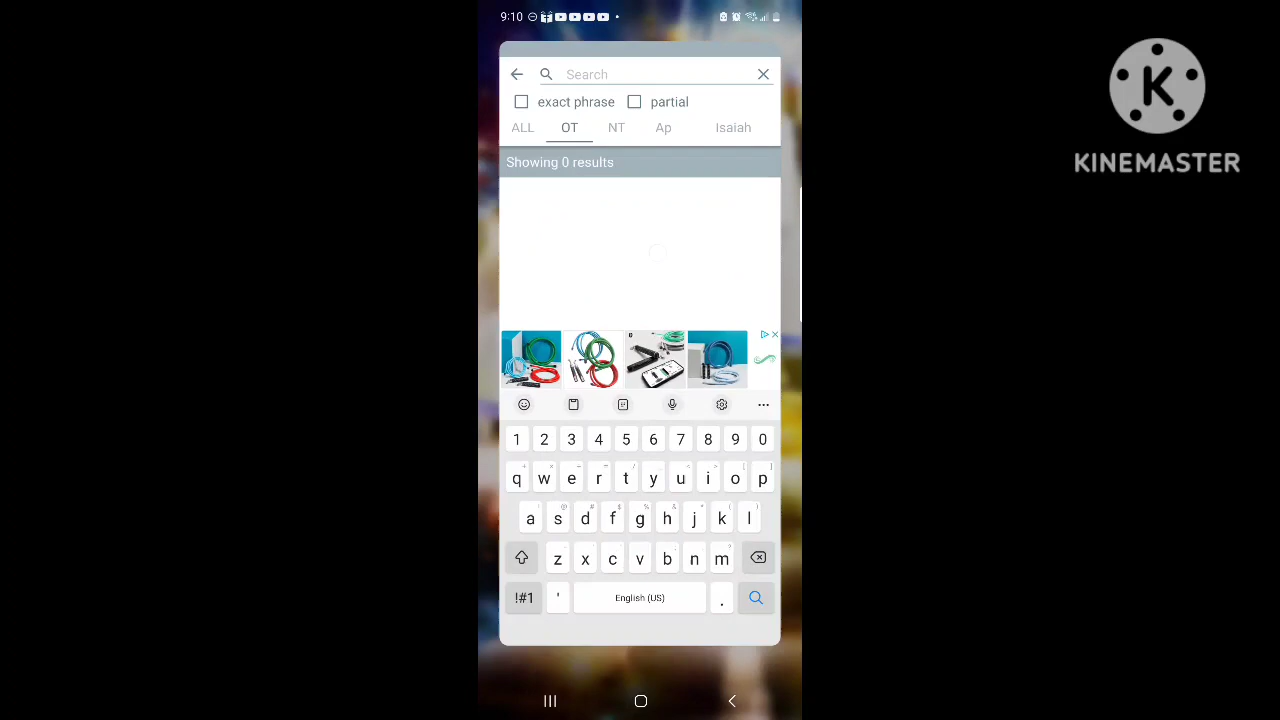 9:10
K
KINEMASTER
Search
exact phrase partial
ALL OT NT Ap Isaiah
Showing 0 results
1 2 3 4 5 6 7 8 9 0
q w e r t y u i o p
a s d f g h j k l
z x c v b n m
!#1 ' English (US) .